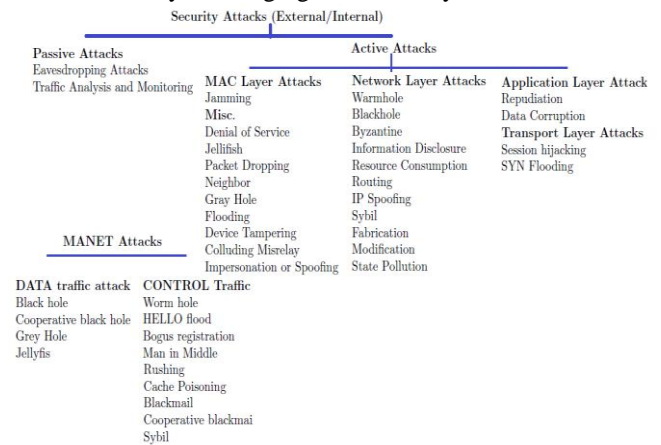 Security Attacks (External/Internal)
Passive Attacks
Eavesdropping Attacks
Traffic Analysis and Monitoring
Active Attacks
MAC Layer Attacks
Jamming
Misc.
Denial of Service
Jellifish
Packet Dropping
Neighbor
Gray Hole
Flooding
Device Tampering
Colluding Misrelay
Impersonation or Spoofing
Network Layer Attacks
Warmhole
Blackhole
Byzantine
Information Disclosure
Resource Consumption
Routing
IP Spoofing
Sybil
Fabrication
Modification
State Pollution
Application Layer Attack
Repudiation
Data Corruption
Transport Layer Attacks
Session hijacking
SYN Flooding
MANET Attacks
DATA traffic attack
Black hole
Cooperative black hole
Grey Hole
Jellyfis
CONTROL Traffic
Worm hole
HELLO flood
Bogus registration
Man in Middle
Rushing
Cache Poisoning
Blackmail
Cooperative blackmai
Sybil